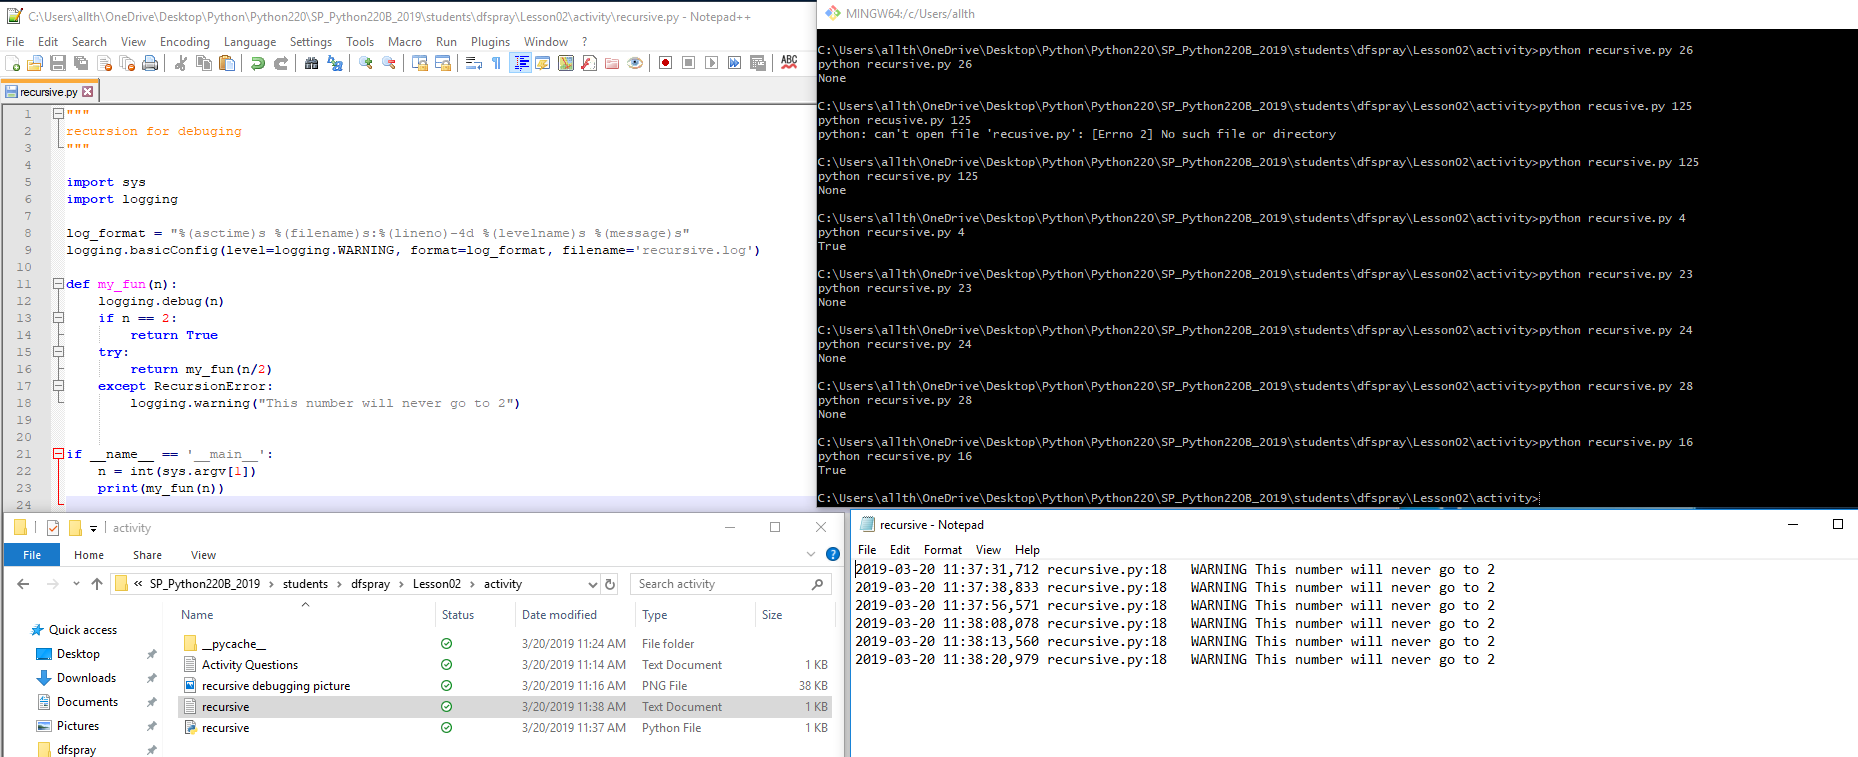 C:\Users\allth\OneDrive\Desktop\Python\Python220\SP_Python220B_2019\students\dfspray\Lesson02\activity\recursive.py - Notepad++
File Edit Search View Encoding Language Settings Tools Macro Run Plugins Window ?
ABC
recursive.py
1 """
2 recursion for debuging
3 """
4
5 import sys
6 import logging
7
8 log_format = "%(asctime)s %(filename)s:%(lineno)-4d %(levelname)s %(message)s"
9 logging.basicConfig(level=logging.WARNING, format=log_format, filename='recursive.log')
10
11 def my_fun(n):
12     logging.debug(n)
13     if n == 2:
14         return True
15     try:
16         return my_fun(n/2)
17     except RecursionError:
18         logging.warning("This number will never go to 2")
19
20
21 if __name__ == '__main__':
22     n = int(sys.argv[1])
23     print(my_fun(n))
24
MINGW64:/c/Users/allth
C:\Users\allth\OneDrive\Desktop\Python\Python220\SP_Python220B_2019\students\dfspray\Lesson02\activity>python recursive.py 26
python recursive.py 26
None
C:\Users\allth\OneDrive\Desktop\Python\Python220\SP_Python220B_2019\students\dfspray\Lesson02\activity>python recusive.py 125
python recusive.py 125
python: can't open file 'recusive.py': [Errno 2] No such file or directory
C:\Users\allth\OneDrive\Desktop\Python\Python220\SP_Python220B_2019\students\dfspray\Lesson02\activity>python recursive.py 125
python recursive.py 125
None
C:\Users\allth\OneDrive\Desktop\Python\Python220\SP_Python220B_2019\students\dfspray\Lesson02\activity>python recursive.py 4
python recursive.py 4
True
C:\Users\allth\OneDrive\Desktop\Python\Python220\SP_Python220B_2019\students\dfspray\Lesson02\activity>python recursive.py 23
python recursive.py 23
None
C:\Users\allth\OneDrive\Desktop\Python\Python220\SP_Python220B_2019\students\dfspray\Lesson02\activity>python recursive.py 24
python recursive.py 24
None
C:\Users\allth\OneDrive\Desktop\Python\Python220\SP_Python220B_2019\students\dfspray\Lesson02\activity>python recursive.py 28
python recursive.py 28
None
C:\Users\allth\OneDrive\Desktop\Python\Python220\SP_Python220B_2019\students\dfspray\Lesson02\activity>python recursive.py 16
python recursive.py 16
True
C:\Users\allth\OneDrive\Desktop\Python\Python220\SP_Python220B_2019\students\dfspray\Lesson02\activity>
activity
File Home Share View
« SP_Python220B_2019 > students > dfspray > Lesson02 > activity
Search activity
Quick access
Desktop
Downloads
Documents
Pictures
dfspray
Name Status Date modified Type Size
__pycache__ 3/20/2019 11:24 AM File folder
Activity Questions 3/20/2019 11:14 AM Text Document 1 KB
recursive debugging picture 3/20/2019 11:16 AM PNG File 38 KB
recursive 3/20/2019 11:38 AM Text Document 1 KB
recursive 3/20/2019 11:37 AM Python File 1 KB
recursive - Notepad
File Edit Format View Help
2019-03-20 11:37:31,712 recursive.py:18   WARNING This number will never go to 2
2019-03-20 11:37:38,833 recursive.py:18   WARNING This number will never go to 2
2019-03-20 11:37:56,571 recursive.py:18   WARNING This number will never go to 2
2019-03-20 11:38:08,078 recursive.py:18   WARNING This number will never go to 2
2019-03-20 11:38:13,560 recursive.py:18   WARNING This number will never go to 2
2019-03-20 11:38:20,979 recursive.py:18   WARNING This number will never go to 2